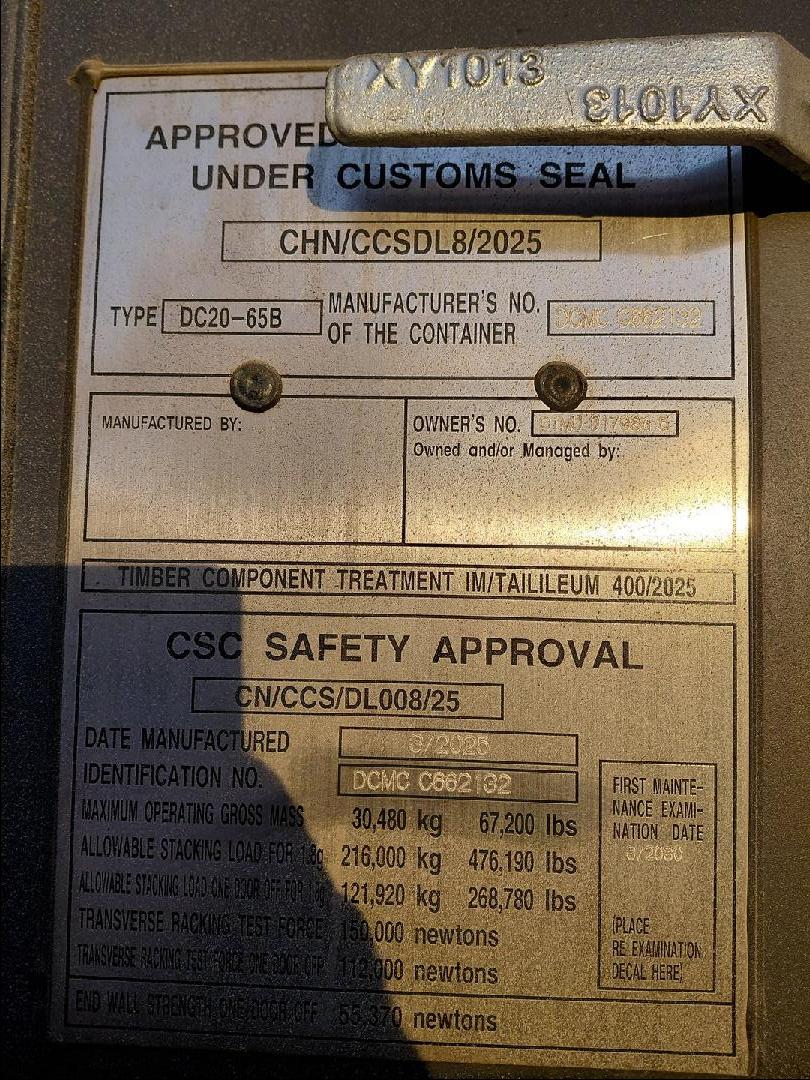 XY1013
XY1013
APPROVED
UNDER CUSTOMS SEAL
CHN/CCSDL8/2025
TYPE DC20-65B
MANUFACTURER'S NO.
OF THE CONTAINER
DCMC C662132
MANUFACTURED BY:
OWNER'S NO.
Owned and/or Managed by:
TIMBER COMPONENT TREATMENT IM/TAILILEUM 400/2025
CSC SAFETY APPROVAL
CN/CCS/DL008/25
DATE MANUFACTURED
IDENTIFICATION NO. DCMC C662132
MAXIMUM OPERATING GROSS MASS 30,480 kg 67,200 lbs
ALLOWABLE STACKING LOAD FOR 1.8g 216,000 kg 476,190 lbs
ALLOWABLE STACKING LOAD ONE DOOR OFF FOR 1.8g 121,920 kg 268,780 lbs
TRANSVERSE RACKING TEST FORCE 150,000 newtons
TRANSVERSE RACKING TEST FORCE ONE DOOR OFF 112,000 newtons
END WALL STRENGTH ONE DOOR OFF 55,370 newtons
FIRST MAINTE-
NANCE EXAMI-
NATION DATE
(PLACE
RE EXAMINATION
DECAL HERE)